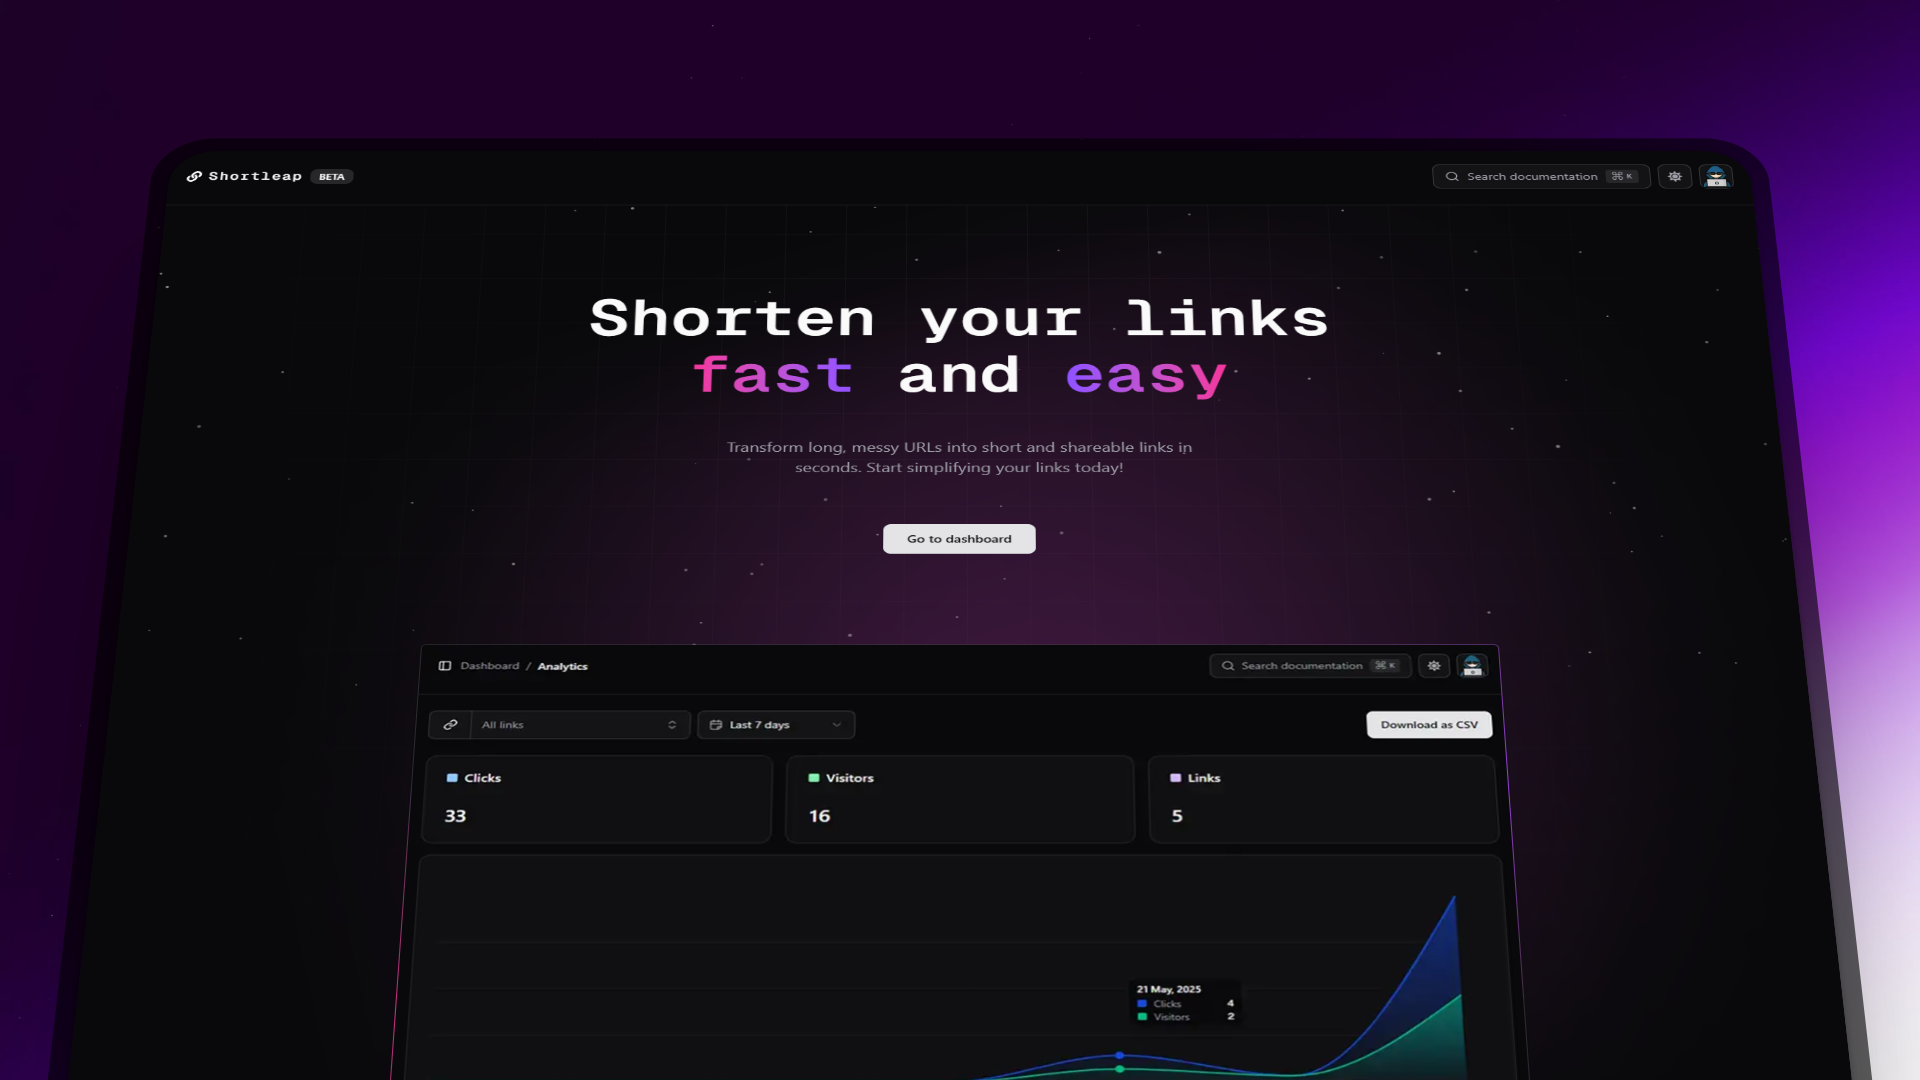 Shortleap BETA
Search documentation ⌘ K
Shorten your links
fast and easy
Transform long, messy URLs into short and shareable links in
seconds. Start simplifying your links today!
Go to dashboard
Dashboard / Analytics
Search documentation ⌘ K
All links
Last 7 days
Download as CSV
Clicks
33
Visitors
16
Links
5
21 May, 2025
Clicks 4
Visitors 2